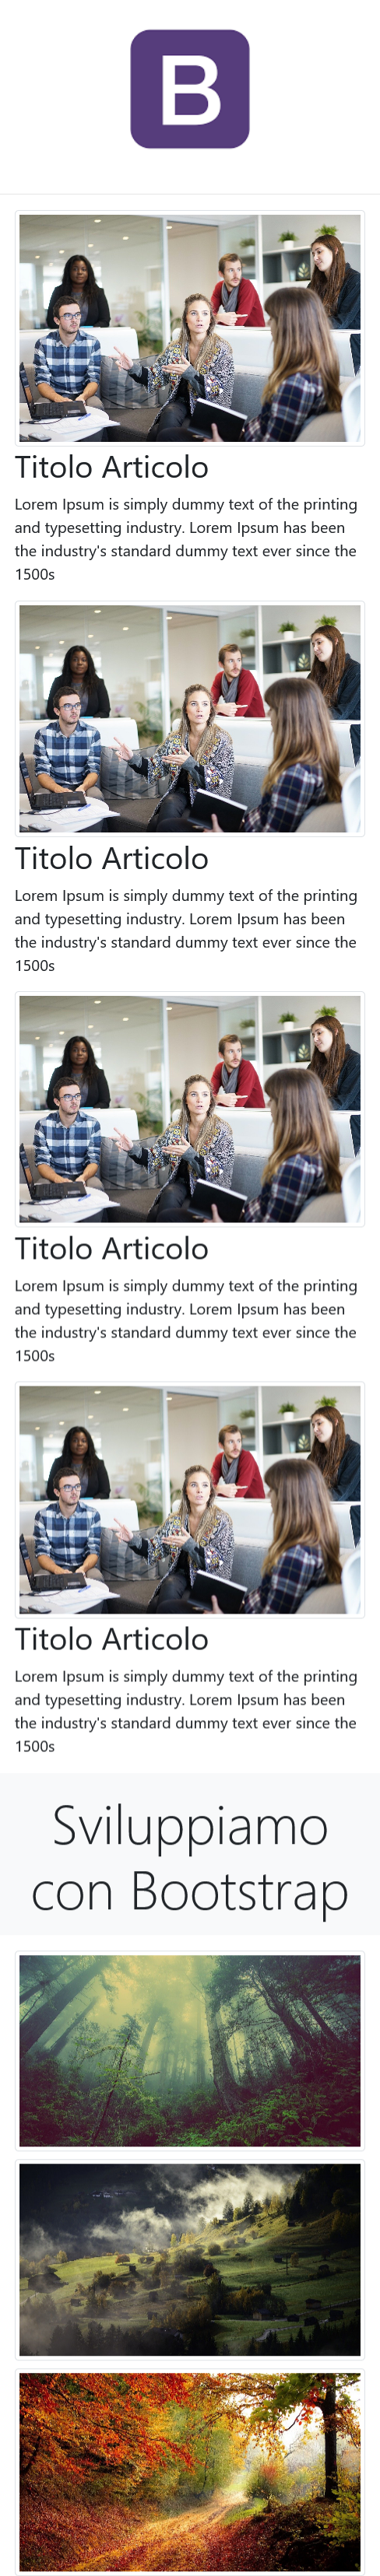 B
Titolo Articolo
Lorem Ipsum is simply dummy text of the printing
and typesetting industry. Lorem Ipsum has been
the industry's standard dummy text ever since the
1500s
Titolo Articolo
Lorem Ipsum is simply dummy text of the printing
and typesetting industry. Lorem Ipsum has been
the industry's standard dummy text ever since the
1500s
Titolo Articolo
Lorem Ipsum is simply dummy text of the printing
and typesetting industry. Lorem Ipsum has been
the industry's standard dummy text ever since the
1500s
Titolo Articolo
Lorem Ipsum is simply dummy text of the printing
and typesetting industry. Lorem Ipsum has been
the industry's standard dummy text ever since the
1500s
Sviluppiamo
con Bootstrap